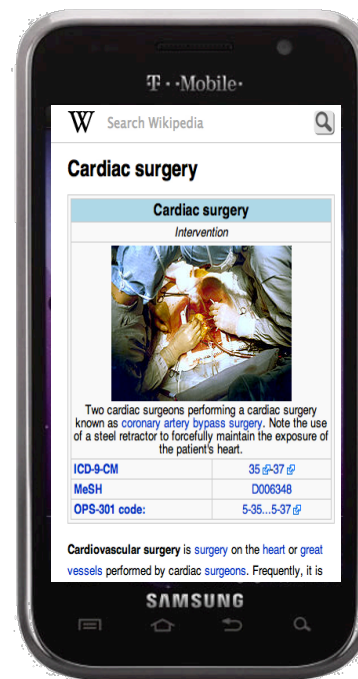 T··Mobile·
W Search Wikipedia
Cardiac surgery
Cardiac surgery
Intervention
Two cardiac surgeons performing a cardiac surgery
known as coronary artery bypass surgery. Note the use
of a steel retractor to forcefully maintain the exposure of
the patient's heart.
ICD-9-CM 35-37
MeSH D006348
OPS-301 code: 5-35...5-37
Cardiovascular surgery is surgery on the heart or great
vessels performed by cardiac surgeons. Frequently, it is
SAMSUNG